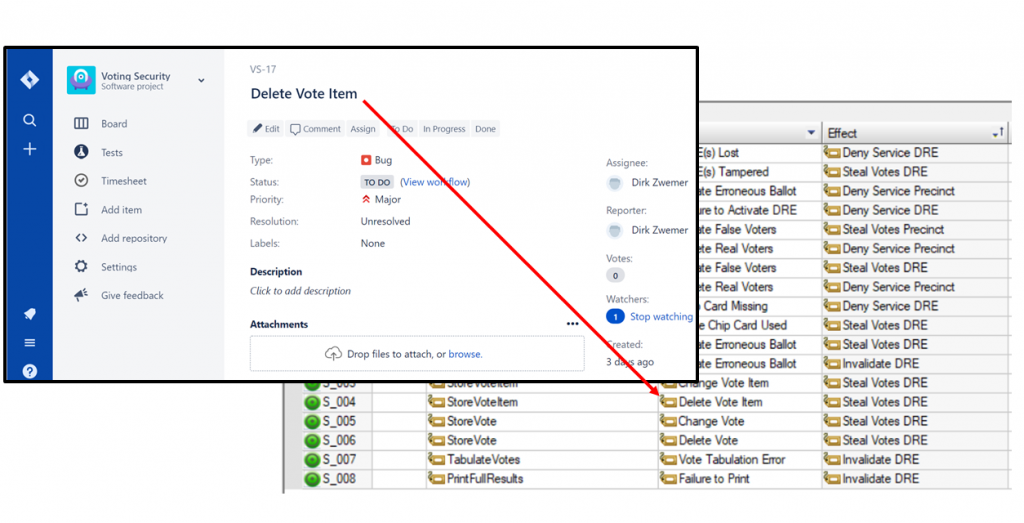 VS-17
Voting Security
Software project
Delete Vote Item
Edit Comment Assign To Do In Progress Done
Board
Tests
Timesheet
Add item
Add repository
Settings
Give feedback
Type: Bug
Status: TO DO (View workflow)
Priority: Major
Resolution: Unresolved
Labels: None
Description
Click to add description
Attachments
Drop files to attach, or browse.
Assignee:
Dirk Zwemer
Reporter:
Dirk Zwemer
Votes:
0
Watchers:
1 Stop watching
Created:
3 days ago
Effect
E(s) Lost Deny Service DRE
E(s) Tampered Steal Votes DRE
ate Erroneous Ballot Deny Service Precinct
ure to Activate DRE Deny Service DRE
ate False Voters Steal Votes Precinct
ete Real Voters Deny Service Precinct
ate False Voters Steal Votes DRE
ete Real Voters Deny Service Precinct
Card Missing Deny Service DRE
e Chip Card Used Steal Votes DRE
ate Erroneous Ballot Steal Votes DRE
ate Erroneous Ballot Invalidate DRE
S_003 StoreVoteItem Change Vote Item Steal Votes DRE
S_004 StoreVoteItem Delete Vote Item Steal Votes DRE
S_005 StoreVote Change Vote Steal Votes DRE
S_006 StoreVote Delete Vote Steal Votes DRE
S_007 TabulateVotes Vote Tabulation Error Invalidate DRE
S_008 PrintFullResults Failure to Print Invalidate DRE